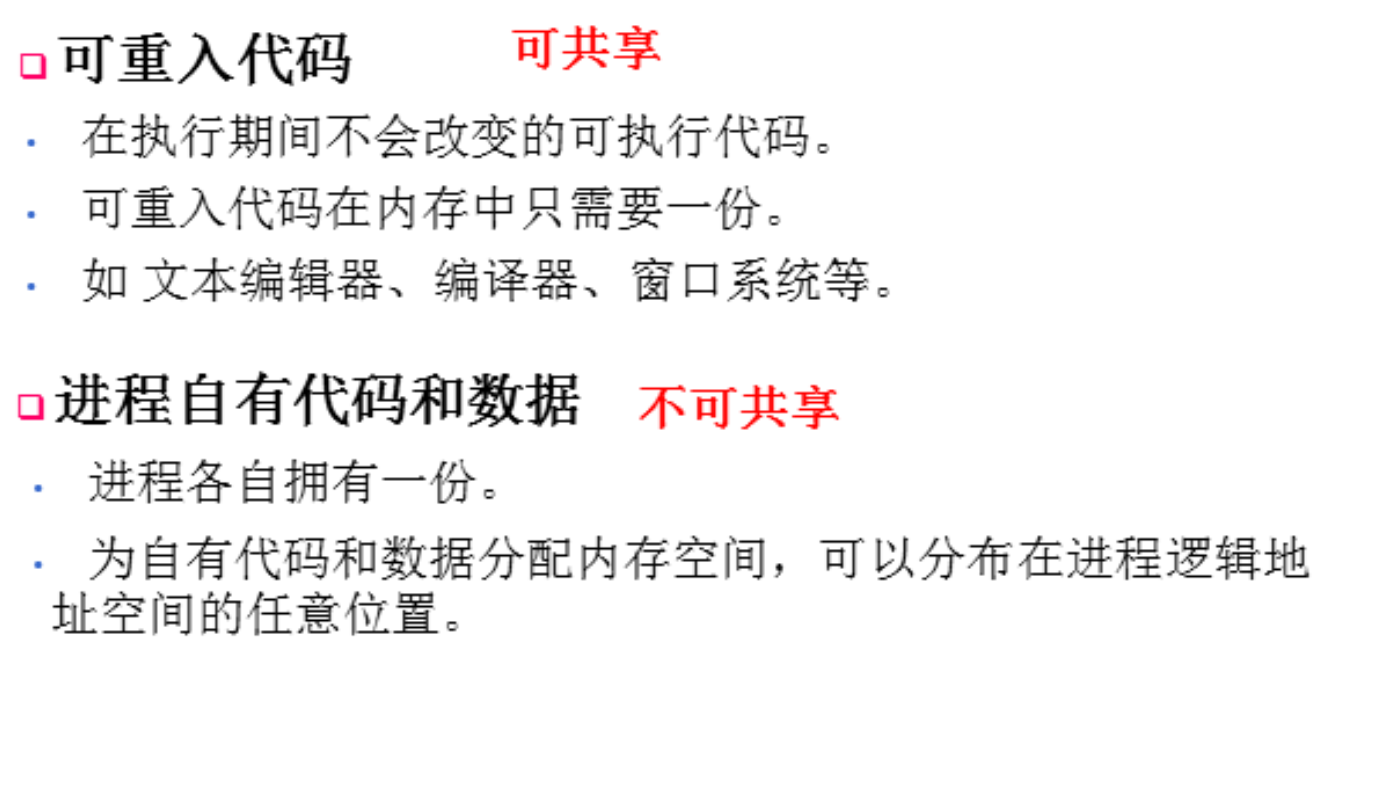 可重入代码 可共享
在执行期间不会改变的可执行代码。
可重入代码在内存中只需要一份。
如 文本编辑器、编译器、窗口系统等。
进程自有代码和数据 不可共享
进程各自拥有一份。
为自有代码和数据分配内存空间，可以分布在进程逻辑地
址空间的任意位置。